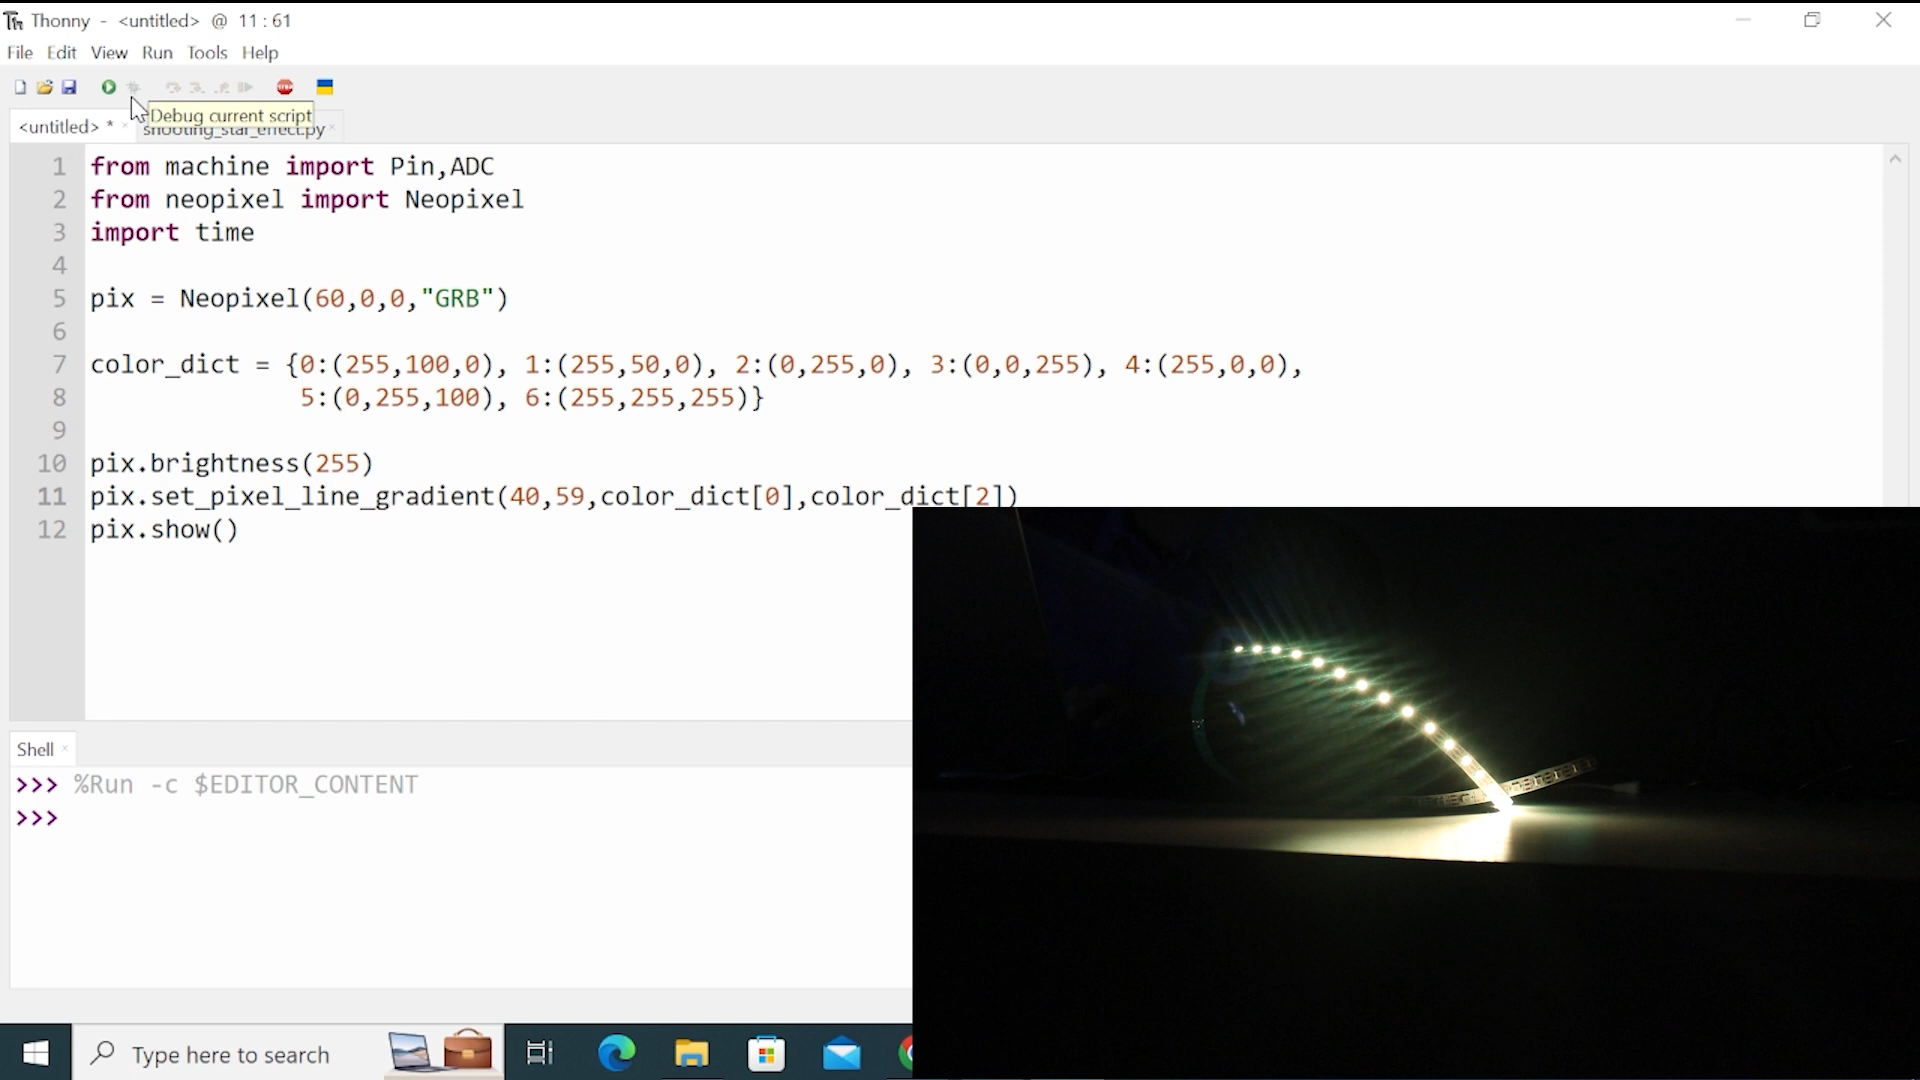 Thonny - <untitled> @ 11 : 61
File Edit View Run Tools Help
Debug current script
<untitled> * shooting_star_effect.py
1 from machine import Pin,ADC
2 from neopixel import Neopixel
3 import time
4
5 pix = Neopixel(60,0,0,"GRB")
6
7 color_dict = {0:(255,100,0), 1:(255,50,0), 2:(0,255,0), 3:(0,0,255), 4:(255,0,0),
8 5:(0,255,100), 6:(255,255,255)}
9
10 pix.brightness(255)
11 pix.set_pixel_line_gradient(40,59,color_dict[0],color_dict[2])
12 pix.show()
Shell
>>> %Run -c $EDITOR_CONTENT
>>>
Type here to search